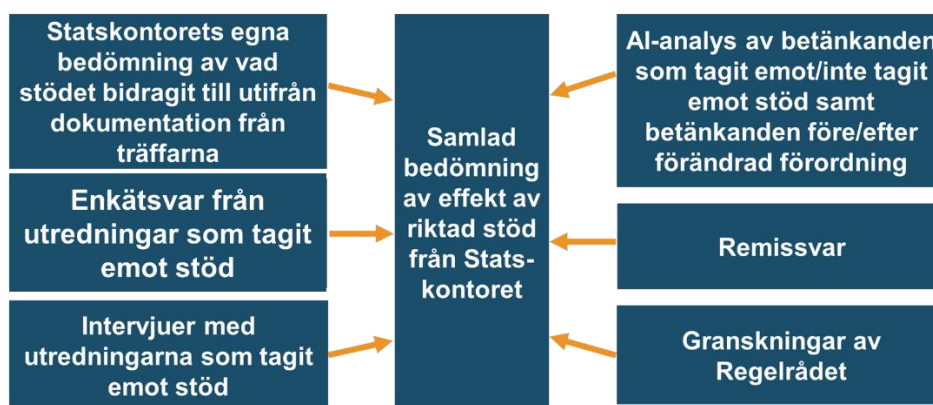 Statskontorets egna
bedömning av vad
stödet bidragit till utifrån
dokumentation från
träffarna
Enkätsvar från
utredningar som tagit
emot stöd
Intervjuer med
utredningarna som tagit
emot stöd
Samlad
bedömning
av effekt av
riktad stöd
från Stats-
kontoret
AI-analys av betänkanden
som tagit emot/inte tagit
emot stöd samt
betänkanden före/efter
förändrad förordning
Remissvar
Granskningar av
Regelrådet